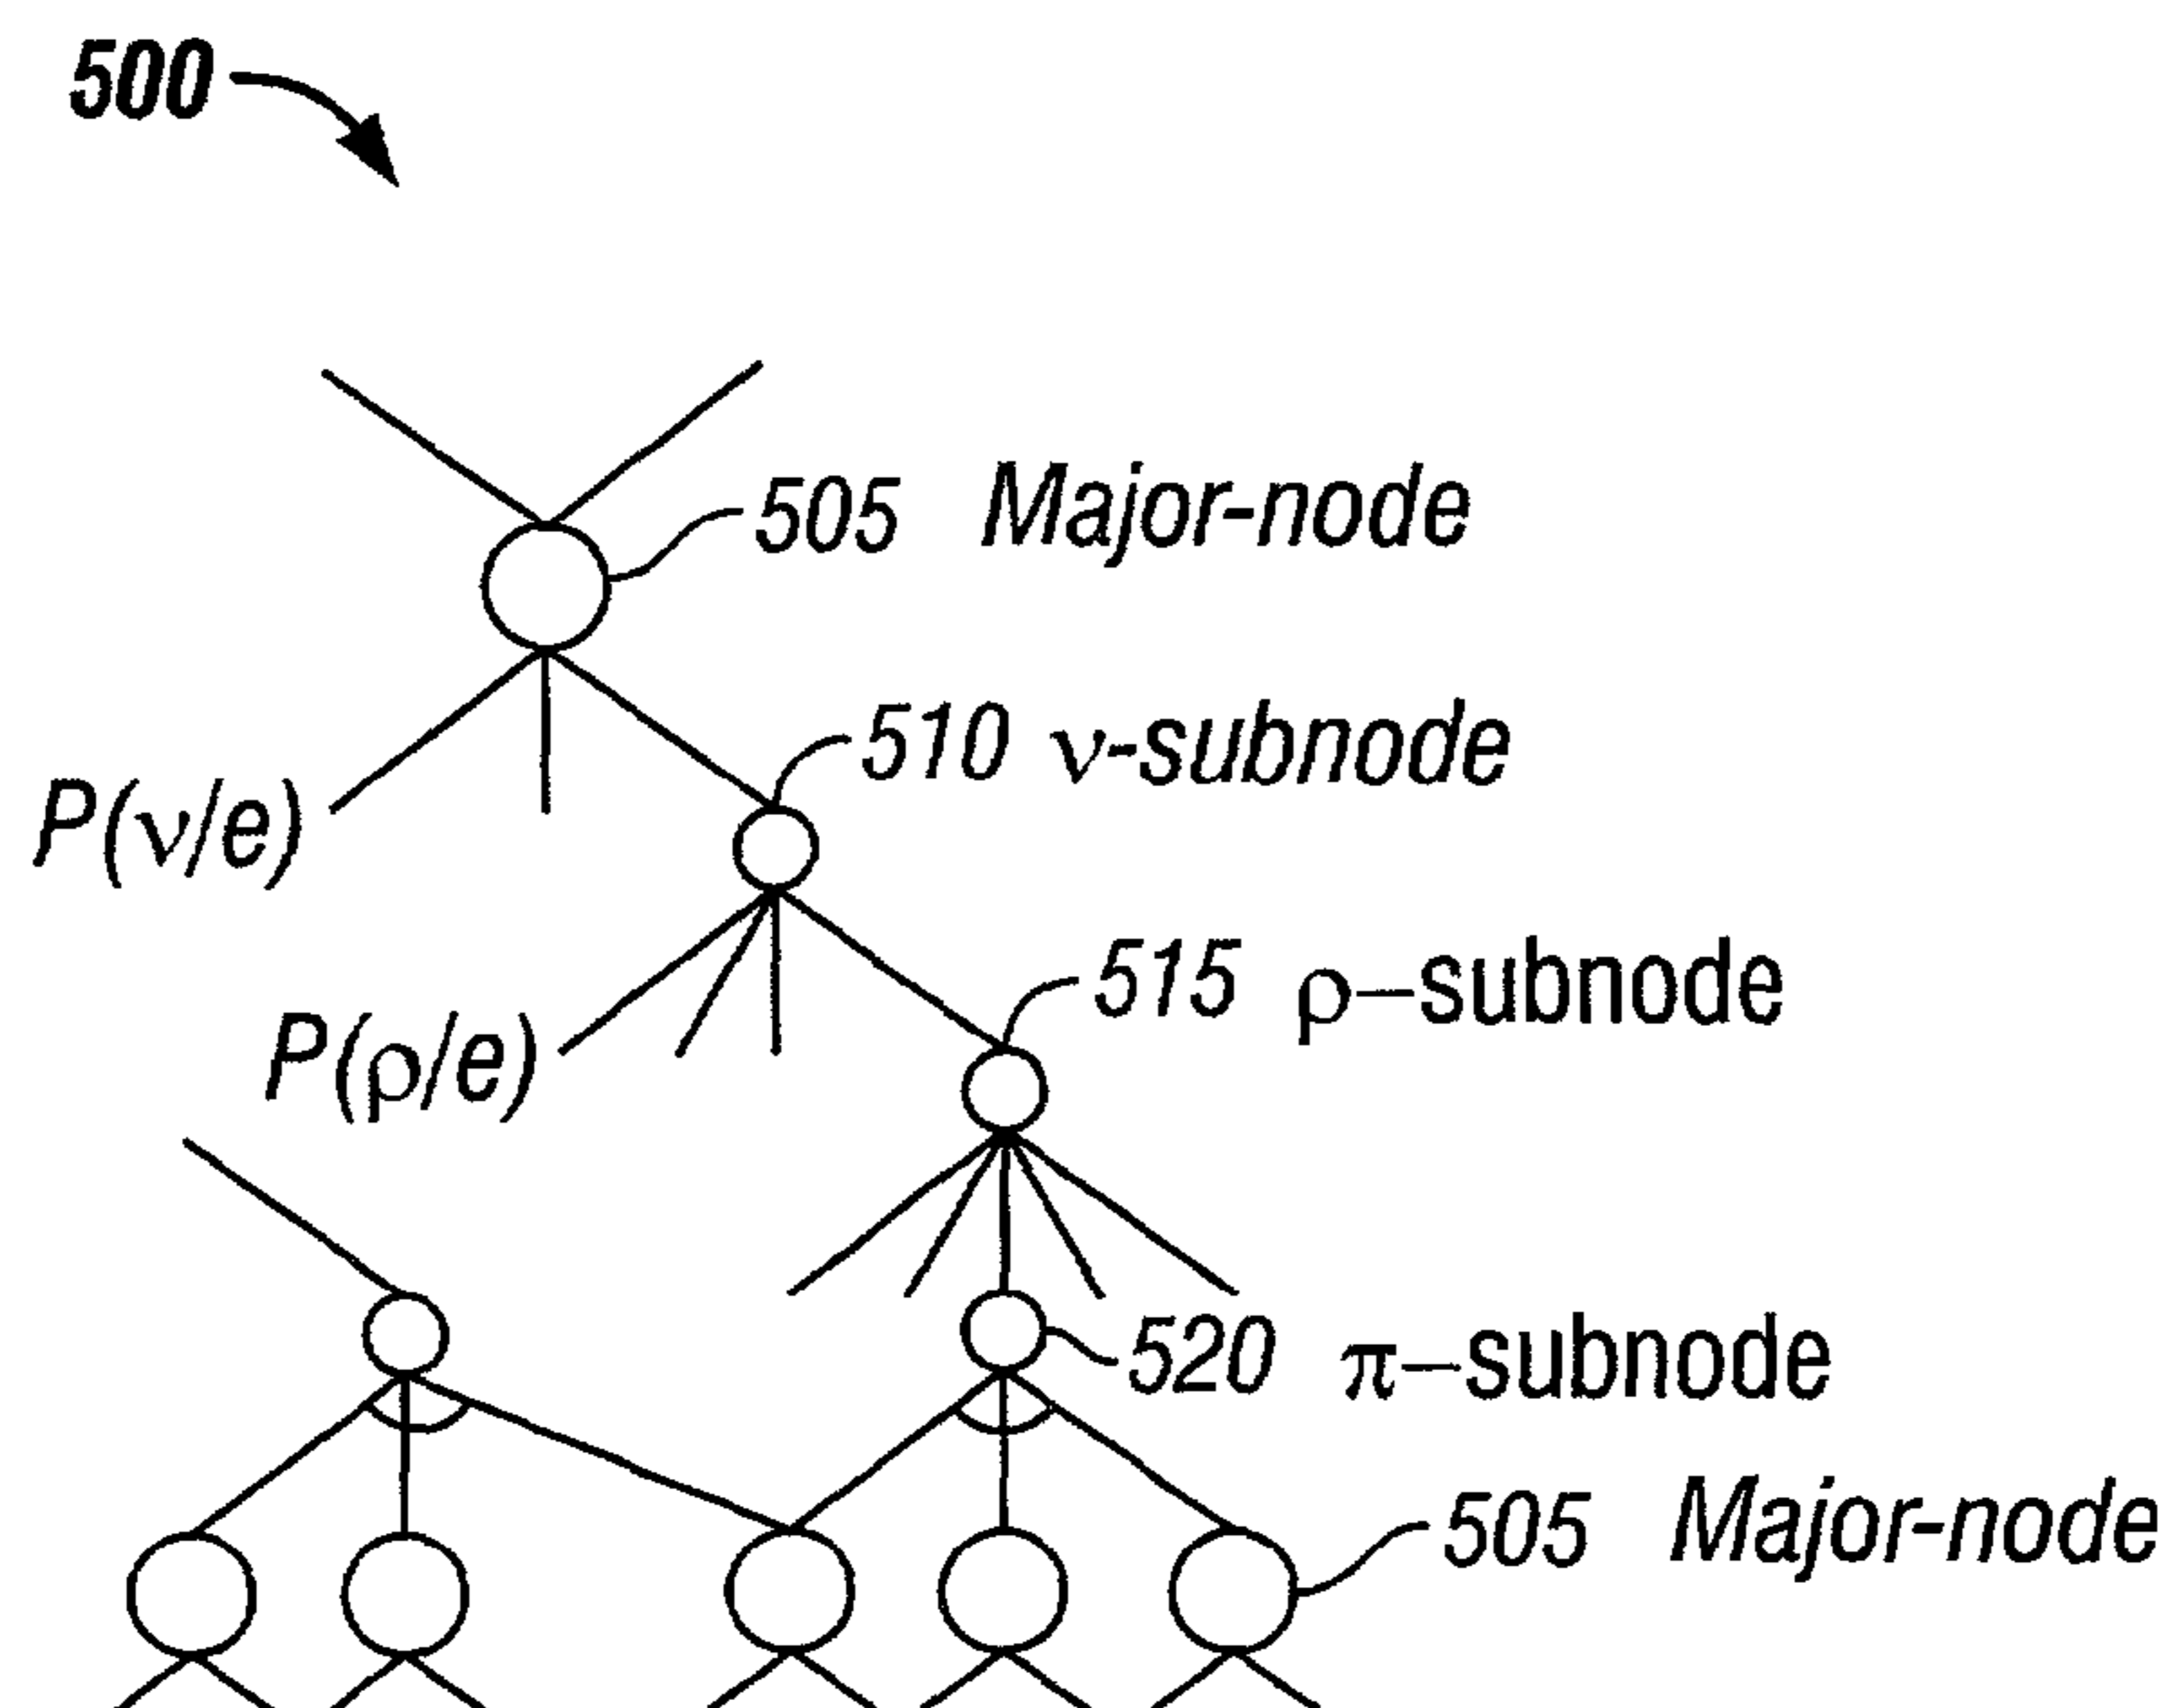 500
505 Major-node
510 ν-subnode
P(ν/e)
515 ρ–subnode
P(ρ/e)
520 π–subnode
505 Major-node